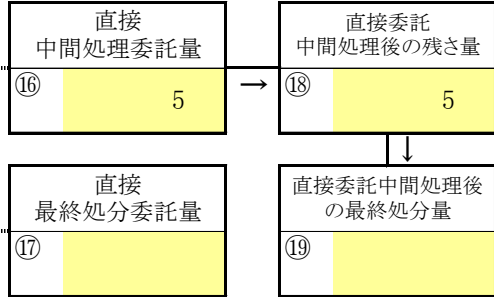 直接
中間処理委託量
⑯
5
→
直接委託
中間処理後の残さ量
⑱
5
↓
直接
最終処分委託量
⑰
直接委託中間処理後
の最終処分量
⑲